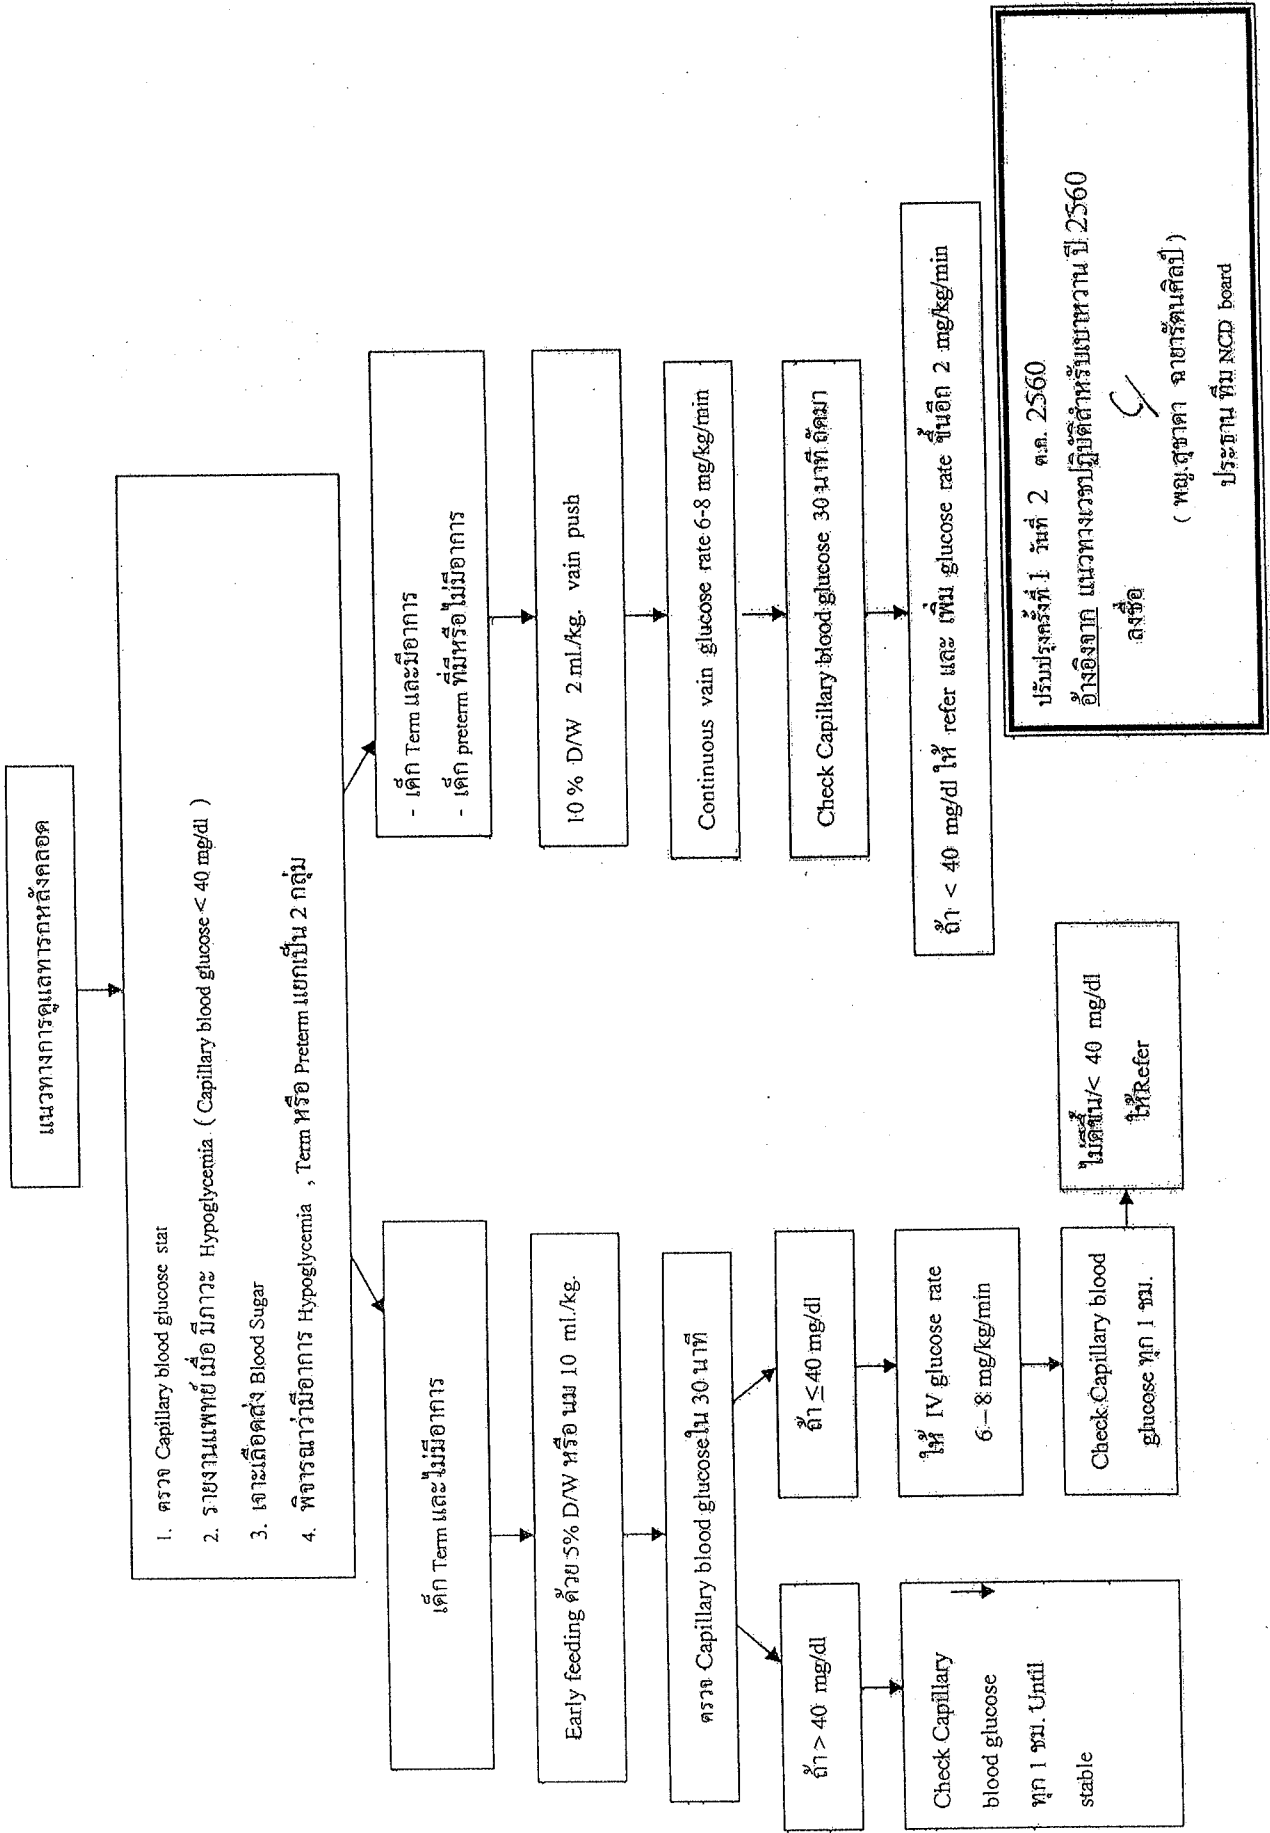 แนวทางการดูแลทารกหลังคลอด
1. ตรวจ Capillary blood glucose stat
2. รายงานแพทย์ เมื่อ มีภาวะ Hypoglycemia ( Capillary blood glucose < 40 mg/dl )
3. เจาะเลือดส่ง Blood Sugar
4. พิจารณาว่ามีอาการ Hypoglycemia , Term หรือ Preterm แยกเป็น 2 กลุ่ม
เด็ก Term และไม่มีอาการ
Early feeding ด้วย 5% D/W หรือ นม 10 ml./kg.
ตรวจ Capillary blood glucose ใน 30 นาที
ถ้า > 40 mg/dl
Check Capillary
blood glucose
ทุก 1 ชม. Until
stable
ถ้า ≤ 40 mg/dl
ให้ IV glucose rate
6 – 8 mg/kg/min
Check Capillary blood
glucose ทุก 1 ชม.
ไม่ดีขึ้น/< 40 mg/dl
ให้Refer
- เด็ก Term และมีอาการ
- เด็ก preterm ที่มีหรือไม่มีอาการ
10 % D/W 2 ml./kg. vain push
Continuous vain glucose rate 6-8 mg/kg/min
Check Capillary blood glucose 30 นาที ถัดมา
ถ้า < 40 mg/dl ให้ refer และ เพิ่ม glucose rate ขึ้นอีก 2 mg/kg/min
ปรับปรุงครั้งที่ 1 วันที่ 2 ต.ค. 2560
อ้างอิงจาก แนวทางเวชปฏิบัติสำหรับเบาหวาน ปี 2560
ลงชื่อ
( พญ.สุชาดา ฉายารัตนศิลป์ )
ประธาน ทีม NCD board